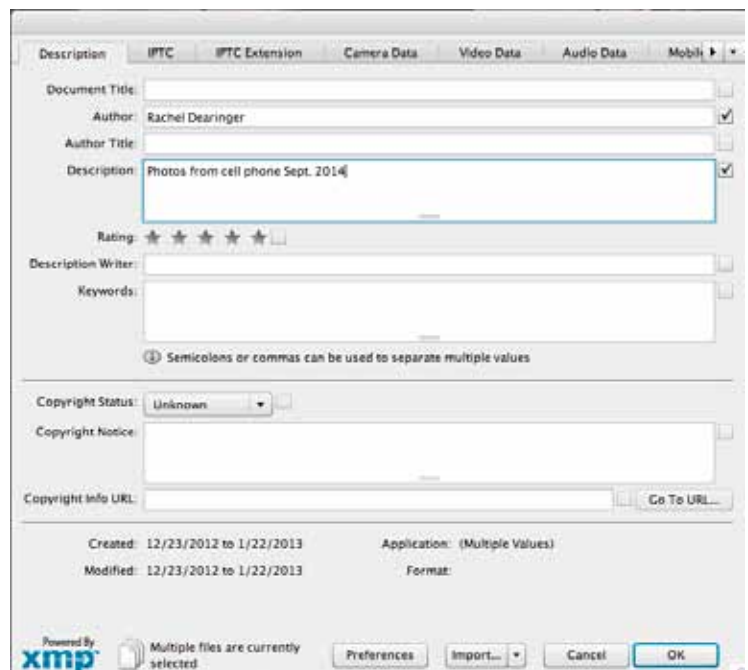 Description IPTC IPTC Extension Camera Data Video Data Audio Data Mobile
Document Title:
Author: Rachel Dearinger
Author Title:
Description: Photos from cell phone Sept. 2014
Rating: ★ ★ ★ ★ ★
Description Writer:
Keywords:
Semicolons or commas can be used to separate multiple values
Copyright Status: Unknown
Copyright Notice:
Copyright Info URL: Go To URL...
Created: 12/23/2012 to 1/22/2013 Application: (Multiple Values)
Modified: 12/23/2012 to 1/22/2013 Format:
Powered By
xmp
Multiple files are currently
selected
Preferences Import... Cancel OK